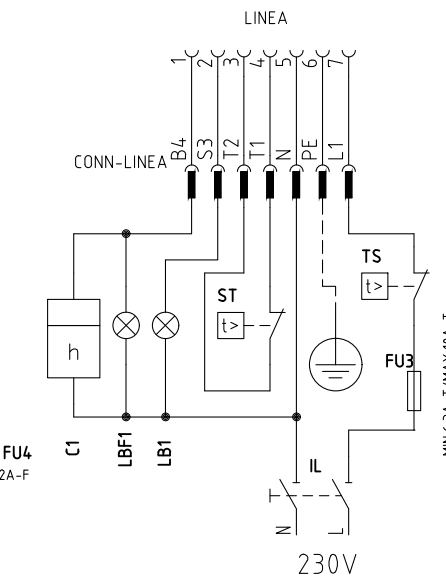 LINEA
1 2 3 4 5 6 7
CONN-LINEA
B4 S3 T2 T1 N PE L1
TS
t>
ST
t>
h
FU3
FU4
2A-F
C1
LBF1
LB1
IL
N L
230V